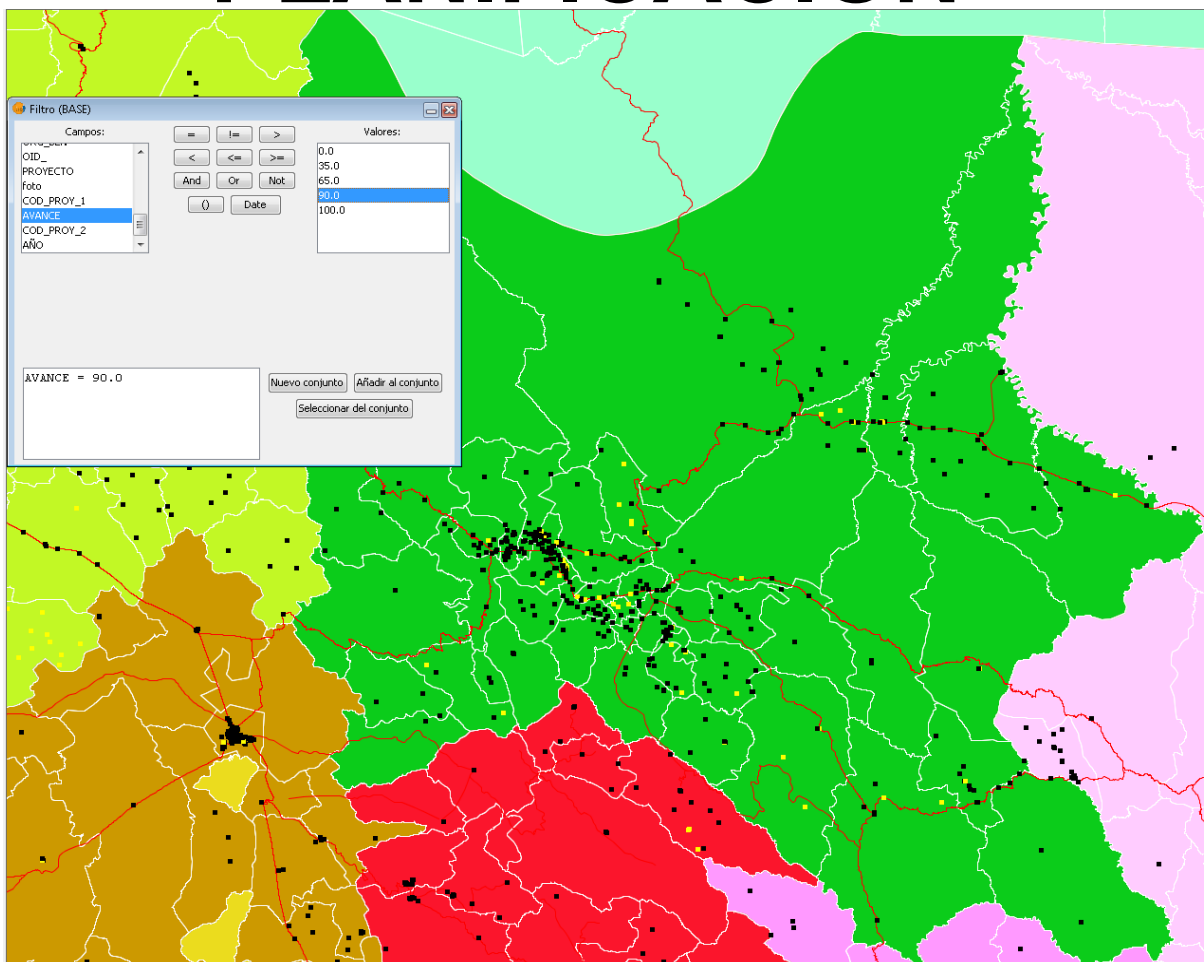 PLANIFICACIÓN
Filtro (BASE)
Campos:
OID_
PROYECTO
foto
COD_PROY_1
AVANCE
COD_PROY_2
AÑO
= != >
< <= >=
And Or Not
() Date
Valores:
0.0
35.0
65.0
90.0
100.0
AVANCE = 90.0
Nuevo conjunto Añadir al conjunto
Seleccionar del conjunto